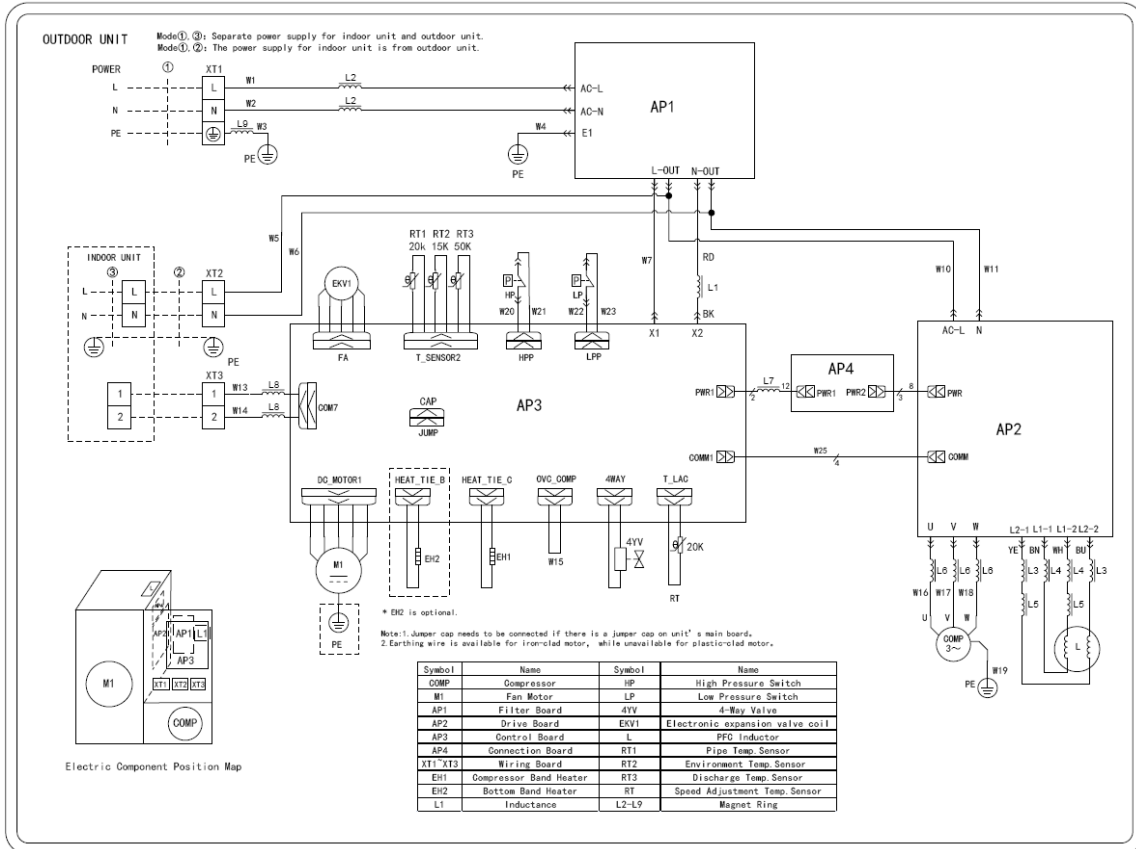 OUTDOOR UNIT
Mode①, ③: Separate power supply for indoor unit and outdoor unit.
Mode①, ②: The power supply for indoor unit is from outdoor unit.
POWER ① XT1
L L W1 L2 AC-L
N N W2 L2 AC-N
PE L9 W3 W4 E1
PE PE
AP1
L-OUT N-OUT
W5 W6 W7 RD L1 BK W10 W11
INDOOR UNIT
③ ② XT2
L L L
N N N
PE
XT3
1 1 W13 L8
2 2 W14 L8
COM7
EKV1
RT1 RT2 RT3
20k 15K 50K
θ θ θ
P HP P LP
W20 W21 W22 W23
FA T_SENSOR2 HPP LPP X1 X2
CAP
JUMP
AP3
PWR1 2 L7 12 PWR1 PWR2 8 3 PWR
AP4
COMM1 W25 4 COMM
AC-L N
AP2
DC_MOTOR1 HEAT_TIE_B HEAT_TIE_C OVC_COMP 4WAY T_LAC
M1 EH2 EH1 W15 4YV θ 20K
RT
PE
U V W L2-1 L1-1 L1-2 L2-2
YE BN WH BU
L6 L6 L6 L3 L4 L4 L3
W16 W17 W18 L5 L5
U V W
COMP
3~
L
W19
PE
* EH2 is optional.
Note:1.Jumper cap needs to be connected if there is a jumper cap on unit's main board.
2.Earthing wire is available for iron-clad motor, while unavailable for plastic-clad motor.
L
AP2 AP1 L1
AP3
M1
XT1 XT2 XT3
COMP
Electric Component Position Map
Symbol Name Symbol Name
COMP Compressor HP High Pressure Switch
M1 Fan Motor LP Low Pressure Switch
AP1 Filter Board 4YV 4-Way Valve
AP2 Drive Board EKV1 Electronic expansion valve coil
AP3 Control Board L PFC Inductor
AP4 Connection Board RT1 Pipe Temp.Sensor
XT1~XT3 Wiring Board RT2 Environment Temp.Sensor
EH1 Compressor Band Heater RT3 Discharge Temp.Sensor
EH2 Bottom Band Heater RT Speed Adjustment Temp.Sensor
L1 Inductance L2-L9 Magnet Ring